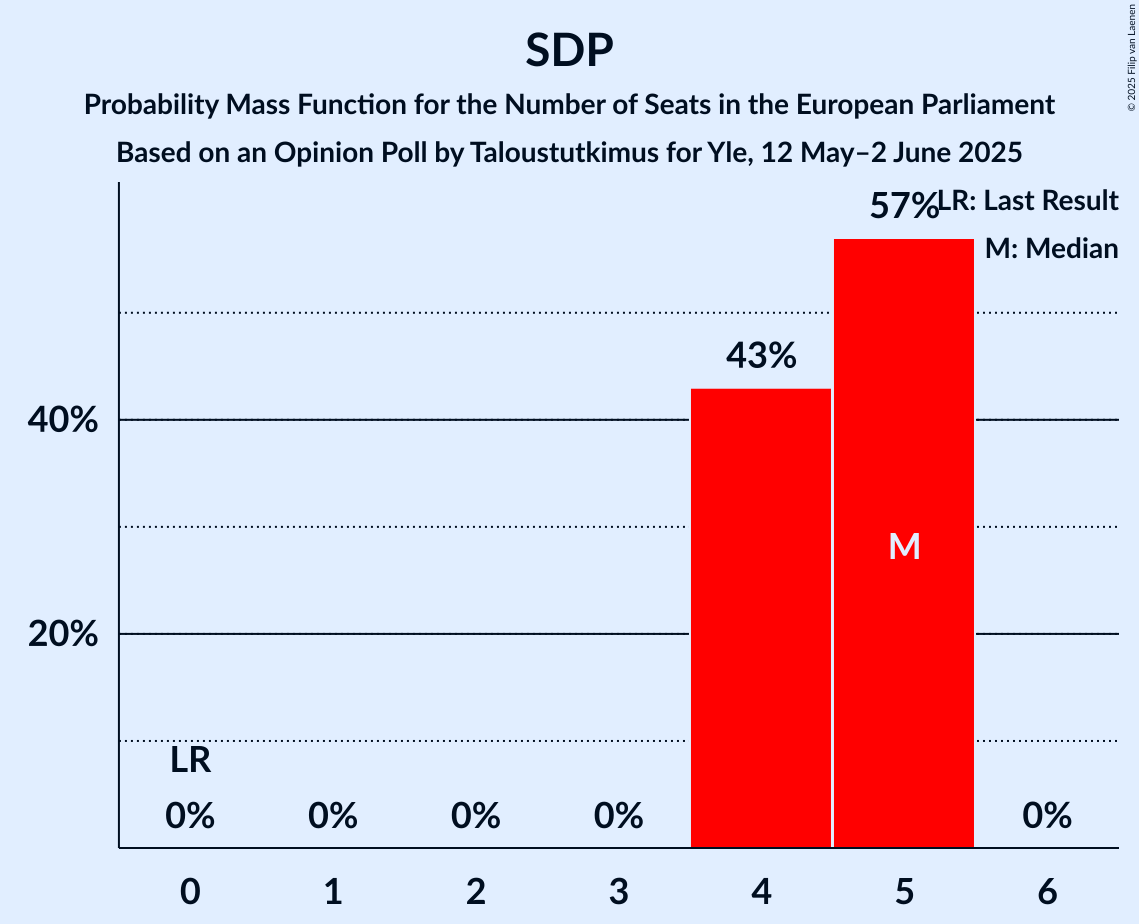 SDP
Probability Mass Function for the Number of Seats in the European Parliament
Based on an Opinion Poll by Taloustutkimus for Yle, 12 May–2 June 2025
© 2025 Filip van Laenen
LR: Last Result
M: Median
57%
43%
40%
M
20%
LR
0% 0% 0% 0% 0%
0 1 2 3 4 5 6